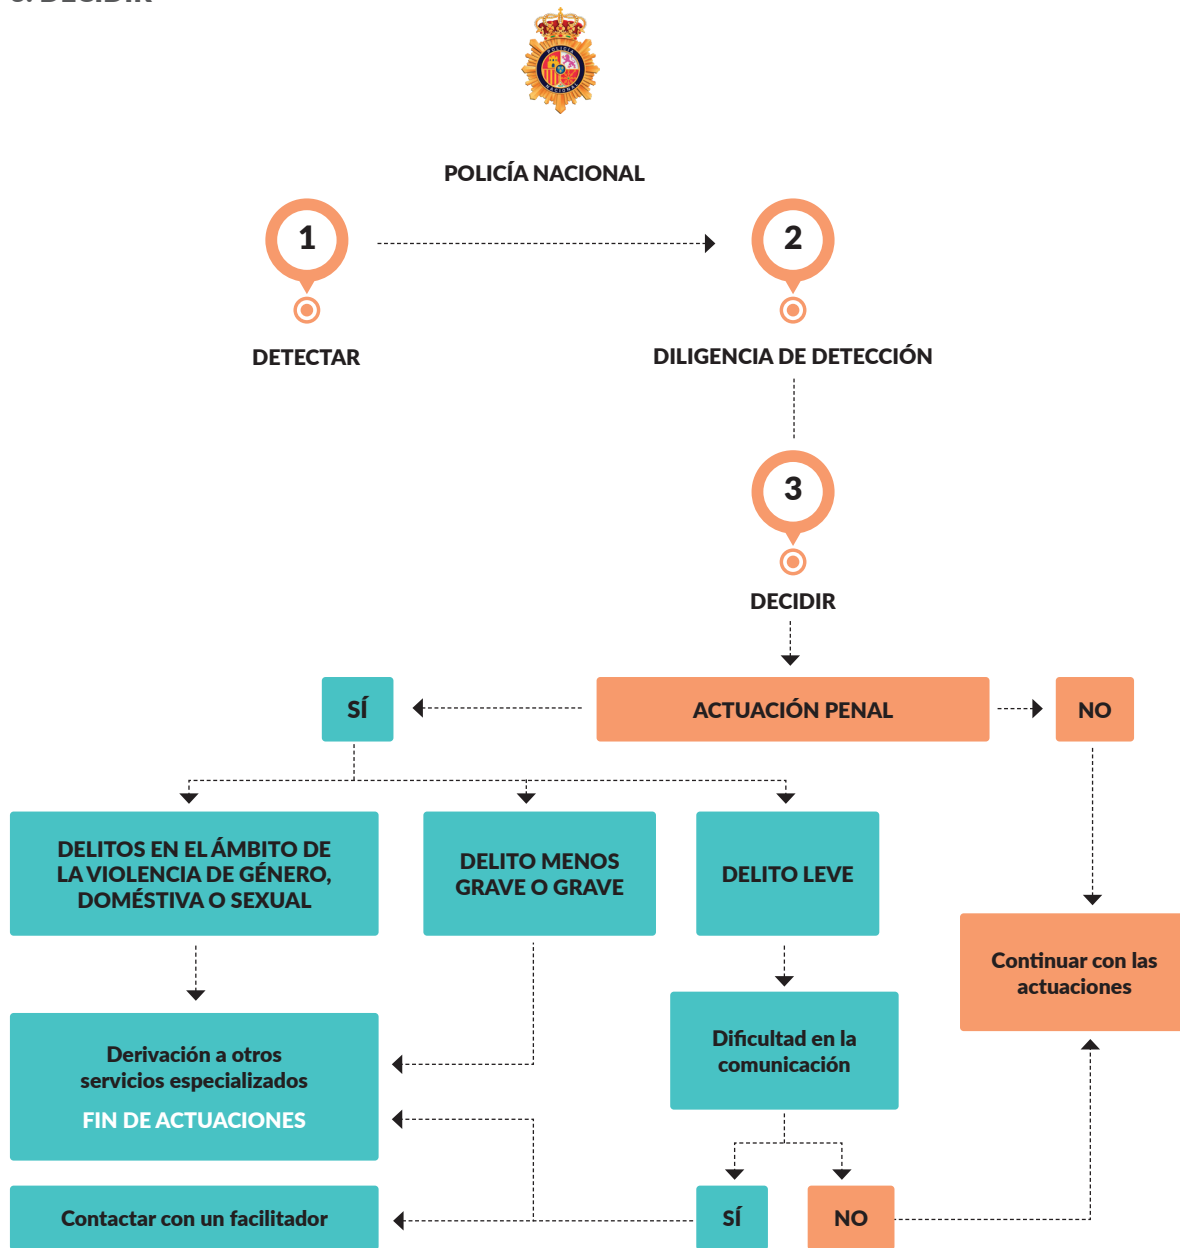 POLICIA
NACIONAL
POLICÍA NACIONAL
1
2
DETECTAR
DILIGENCIA DE DETECCIÓN
3
DECIDIR
SÍ
ACTUACIÓN PENAL
NO
DELITOS EN EL ÁMBITO DE
LA VIOLENCIA DE GÉNERO,
DOMÉSTIVA O SEXUAL
DELITO MENOS
GRAVE O GRAVE
DELITO LEVE
Continuar con las
actuaciones
Dificultad en la
comunicación
Derivación a otros
servicios especializados
FIN DE ACTUACIONES
Contactar con un facilitador
SÍ
NO